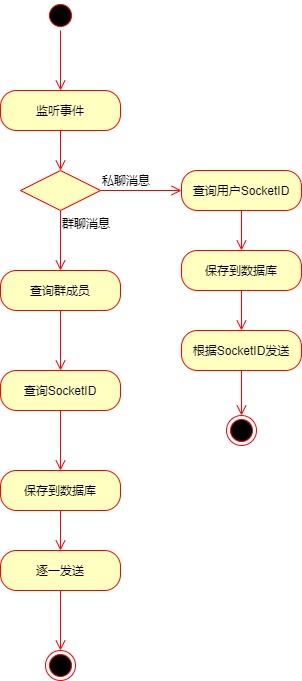 监听事件
私聊消息
查询用户SocketID
群聊消息
保存到数据库
查询群成员
根据SocketID发送
查询SocketID
保存到数据库
逐一发送